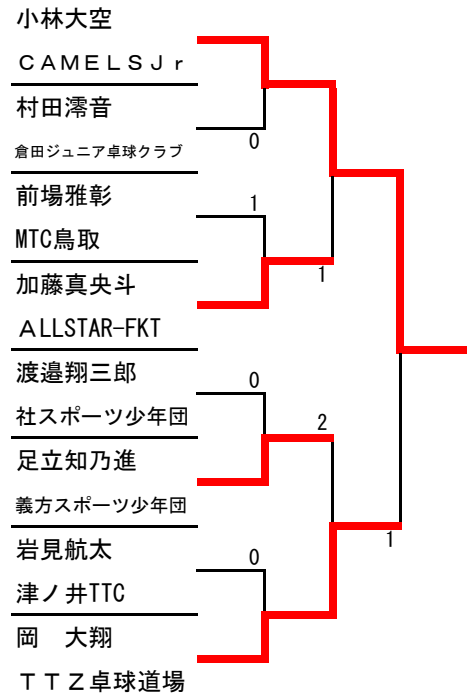 小林大空
ＣＡＭＥＬＳＪｒ
村田澪音
0
倉田ジュニア卓球クラブ
前場雅彰
1
MTC鳥取
加藤真央斗
1
ＡLLSTAR-FKT
渡邉翔三郎
0
社スポーツ少年団
2
足立知乃進
義方スポーツ少年団
岩見航太
0
1
津ノ井TTC
岡　大翔
ＴＴＺ卓球道場